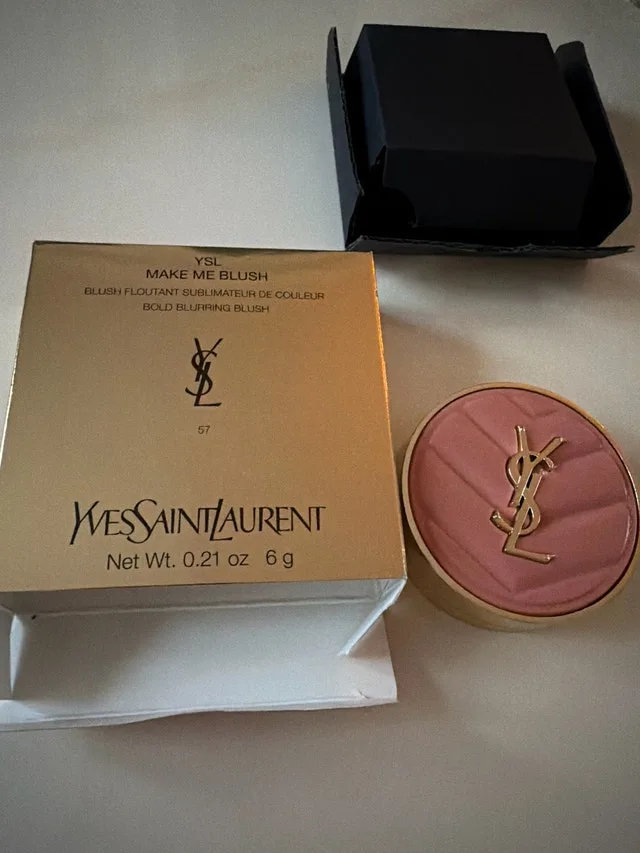 YSL
MAKE ME BLUSH
BLUSH FLOUTANT SUBLIMATEUR DE COULEUR
BOLD BLURRING BLUSH
YSL
57
YVESSAINTLAURENT
Net Wt. 0.21 oz 6 g
YSL